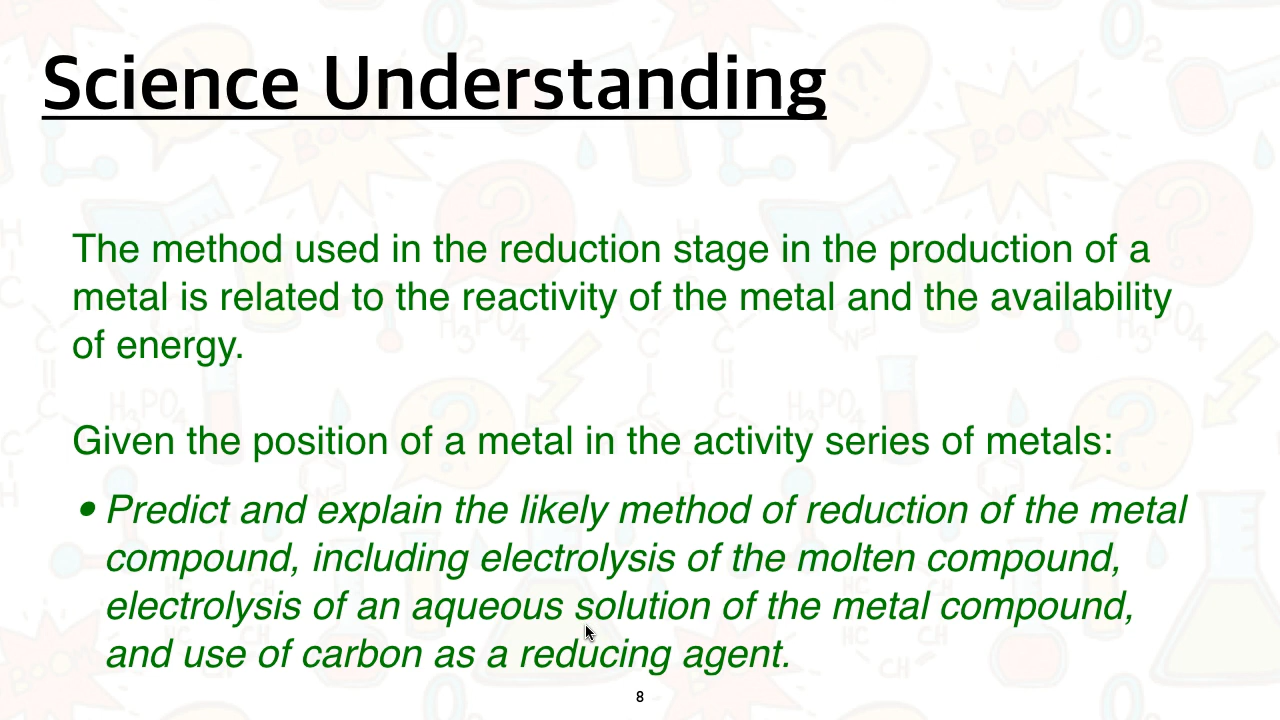 Science Understanding
The method used in the reduction stage in the production of a
metal is related to the reactivity of the metal and the availability
of energy.
Given the position of a metal in the activity series of metals:
• Predict and explain the likely method of reduction of the metal
compound, including electrolysis of the molten compound,
electrolysis of an aqueous solution of the metal compound,
and use of carbon as a reducing agent.
8